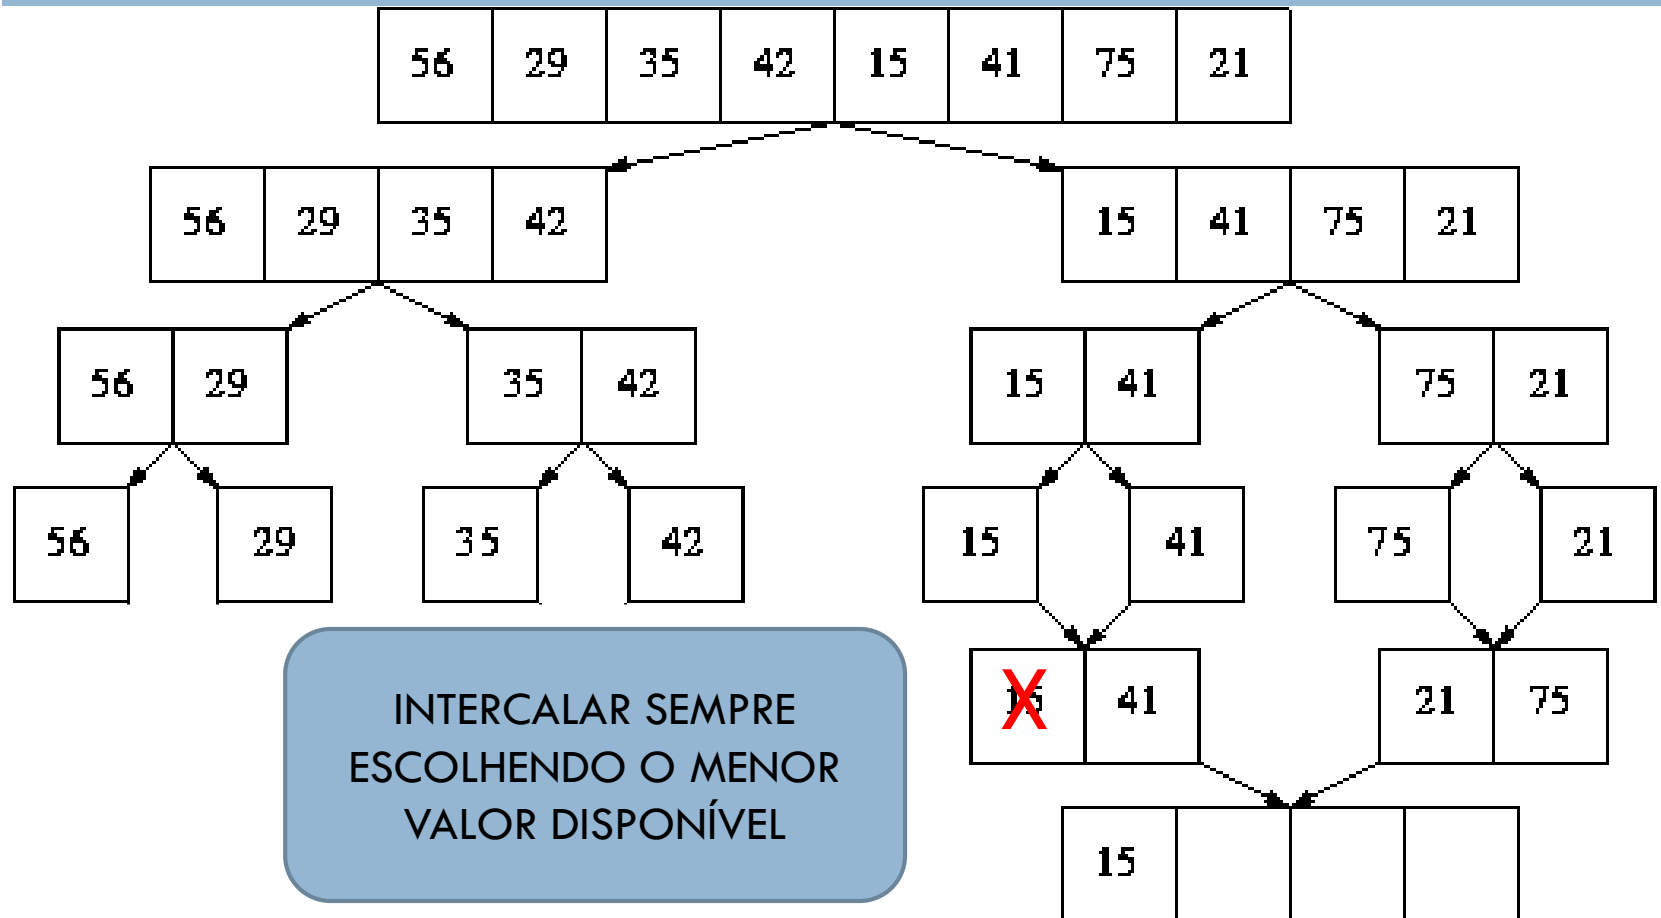 56 29 35 42 15 41 75 21
56 29 35 42 15 41 75 21
56 29 35 42 15 41 75 21
56 29 35 42 15 41 75 21
15 41 21 75
X
INTERCALAR SEMPRE
ESCOLHENDO O MENOR
VALOR DISPONÍVEL
15